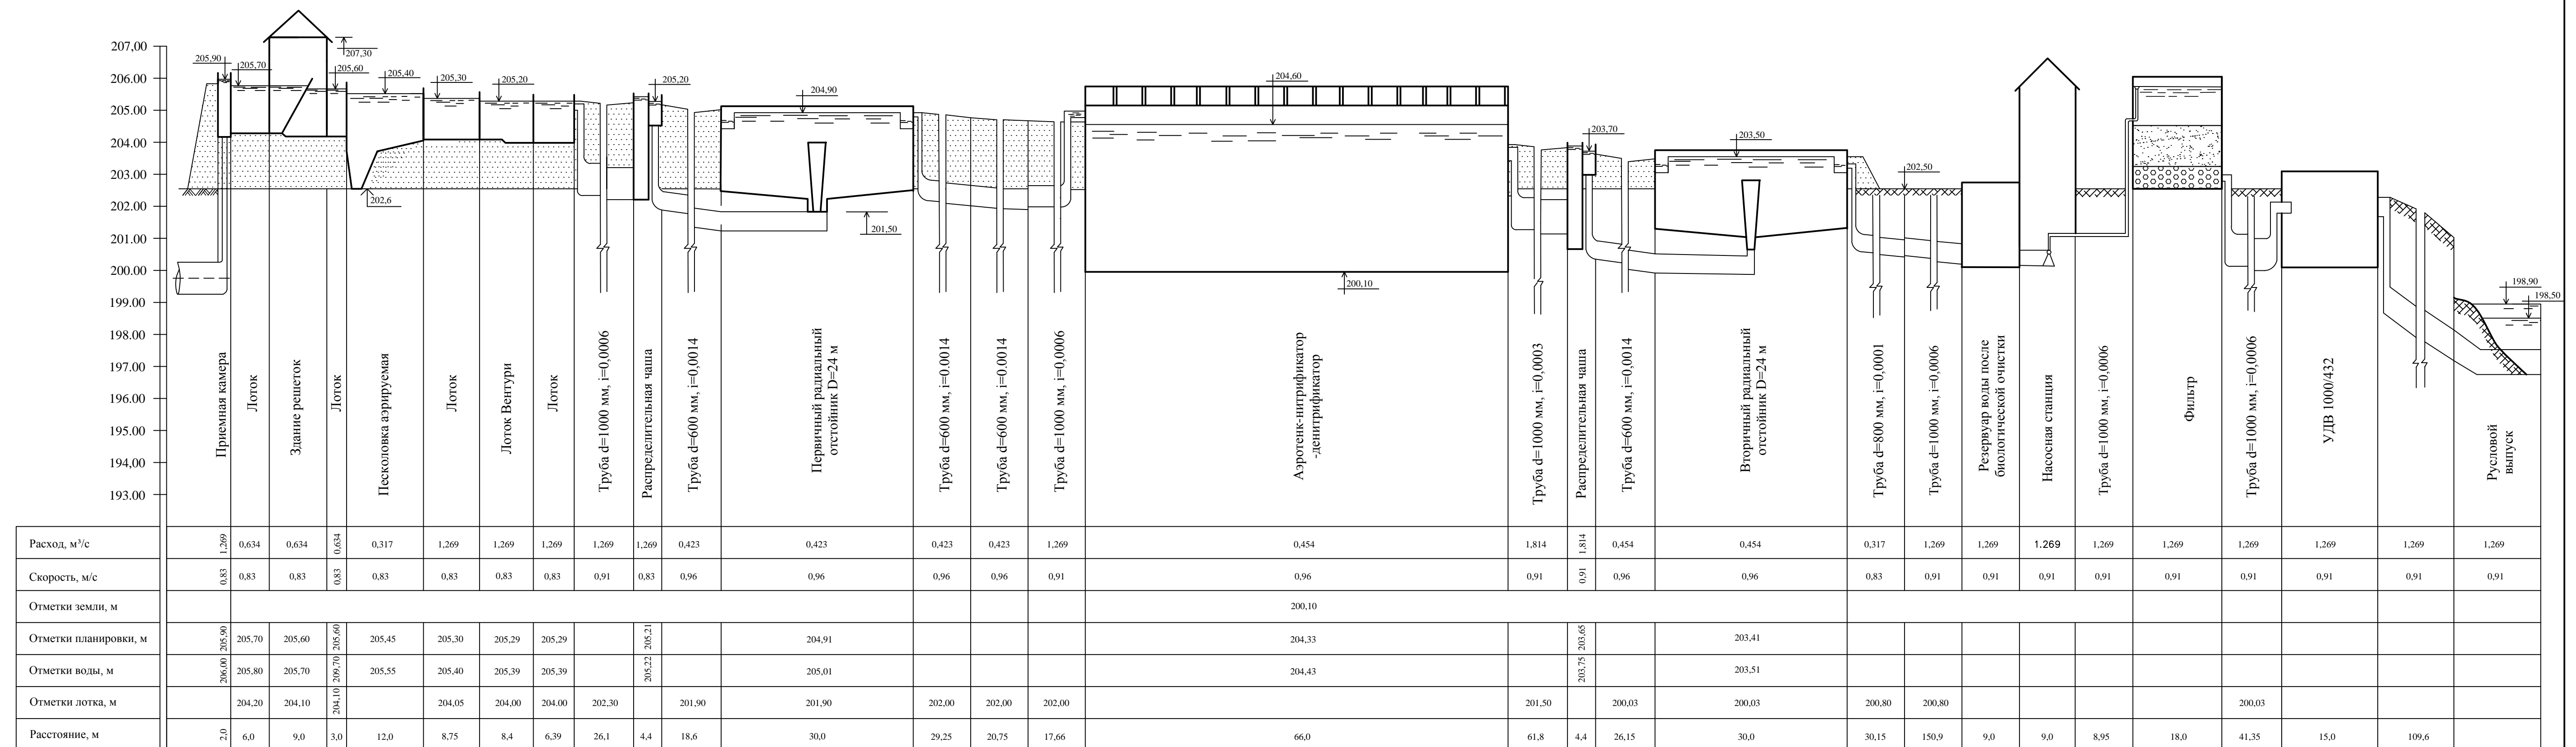 207,00
206.00
205.00
204.00
203.00
202.00
201.00
200.00
199.00
198.00
197.00
196.00
195.00
194,00
193.00
205,90
205,70
207,30
205,60
205,40
202,6
205,30
205,20
205,20
204,90
201,50
204,60
200,10
203,70
203,50
202,50
198,90
198,50
Приемная камера
Лоток
Здание решеток
Лоток
Песколовка аэрируемая
Лоток
Лоток Вентури
Лоток
Труба d=1000 мм, i=0,0006
Распределительная чаша
Труба d=600 мм, i=0,0014
Первичный радиальный
отстойник D=24 м
Труба d=600 мм, i=0.0014
Труба d=600 мм, i=0.0014
Труба d=1000 мм, i=0,0006
Аэротенк-нитрификатор
-денитрификатор
Труба d=1000 мм, i=0,0003
Распределительная чаша
Труба d=600 мм, i=0,0014
Вторичный радиальный
отстойник D=24 м
Труба d=800 мм, i=0,0001
Труба d=1000 мм, i=0,0006
Резервуар воды после
биологической очистки
Насосная станция
Труба d=1000 мм, i=0,0006
Фильтр
Труба d=1000 мм, i=0,0006
УДВ 1000/432
Русловой
выпуск
Расход, м³/с 1,269 0,634 0,634 0,634 0,317 1,269 1,269 1,269 1,269 1,269 0,423 0,423 0,423 0,423 1,269 0,454 1,814 1,814 0,454 0,454 0,317 1,269 1,269 1.269 1,269 1,269 1,269 1,269 1,269 1,269
Скорость, м/с 0,83 0,83 0,83 0,83 0,83 0,83 0,83 0,83 0,91 0,83 0,96 0,96 0,96 0,96 0,91 0,96 0,91 0,91 0,96 0,96 0,83 0,91 0,91 0,91 0,91 0,91 0,91 0,91 0,91 0,91
Отметки земли, м 200,10
Отметки планировки, м 205,90 205,70 205,60 205,60 205,45 205,30 205,29 205,29 205,21 204,91 204,33 203,65 203,41
Отметки воды, м 206,00 205,80 205,70 209,70 205,55 205,40 205,39 205,39 205,22 205,01 204,43 203,75 203,51
Отметки лотка, м 204,20 204,10 204,10 204,05 204,00 204.00 202,30 201,90 201,90 202,00 202,00 202,00 201,50 200,03 200,03 200,80 200,80 200,03
Расстояние, м 2,0 6,0 9,0 3,0 12,0 8,75 8,4 6,39 26,1 4,4 18,6 30,0 29,25 20,75 17,66 66,0 61,8 4,4 26,15 30,0 30,15 150,9 9,0 9,0 8,95 18,0 41,35 15,0 109,6